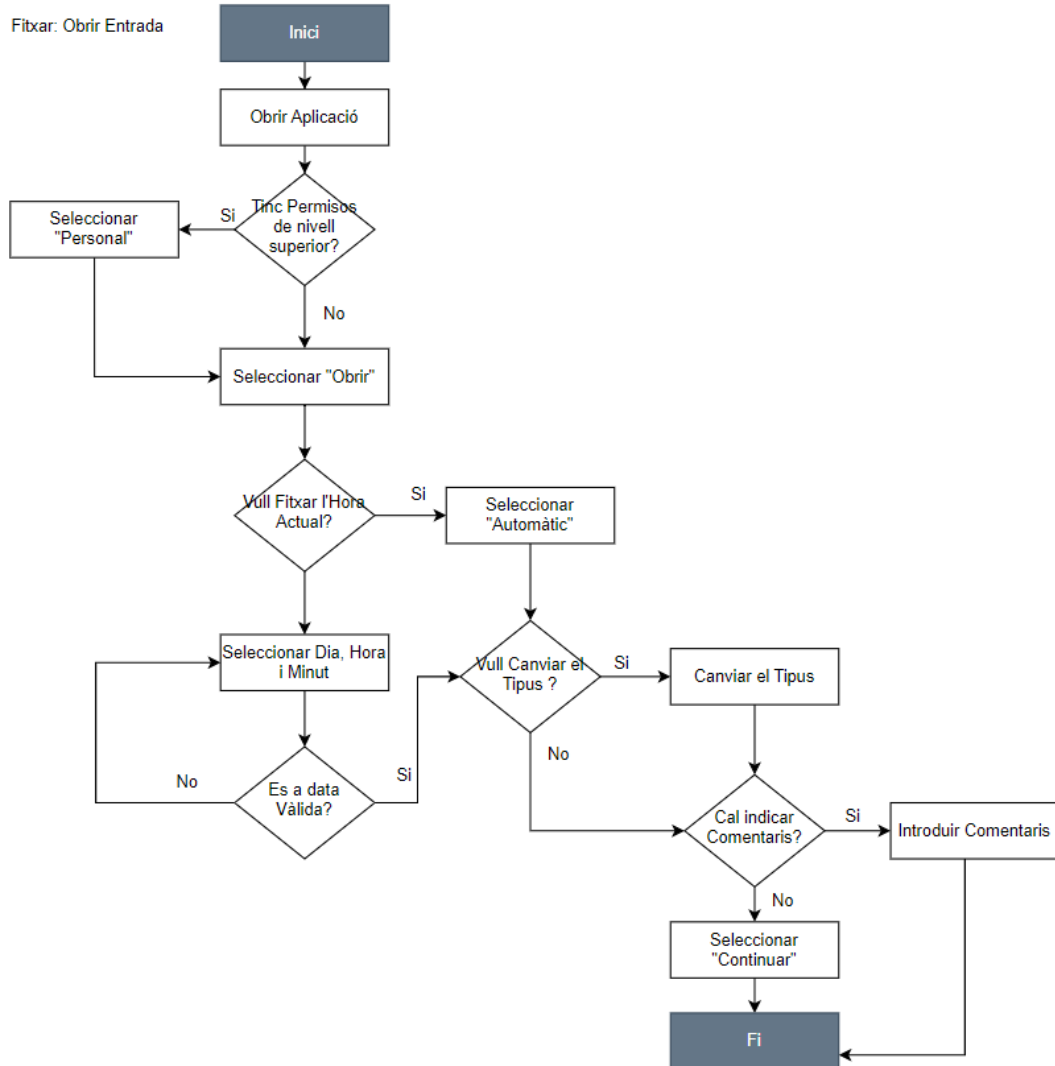 Fitxar: Obrir Entrada
Inici
Obrir Aplicació
Tinc Permisos
de nivell
superior?
Si
Seleccionar
"Personal"
No
Seleccionar "Obrir"
Vull Fitxar l'Hora
Actual?
Si
Seleccionar
"Automàtic"
Seleccionar Dia, Hora
i Minut
Es a data
Vàlida?
No
Si
Vull Canviar el
Tipus ?
Si
Canviar el Tipus
No
Cal indicar
Comentaris?
Si
Introduir Comentaris
No
Seleccionar
"Continuar"
Fi